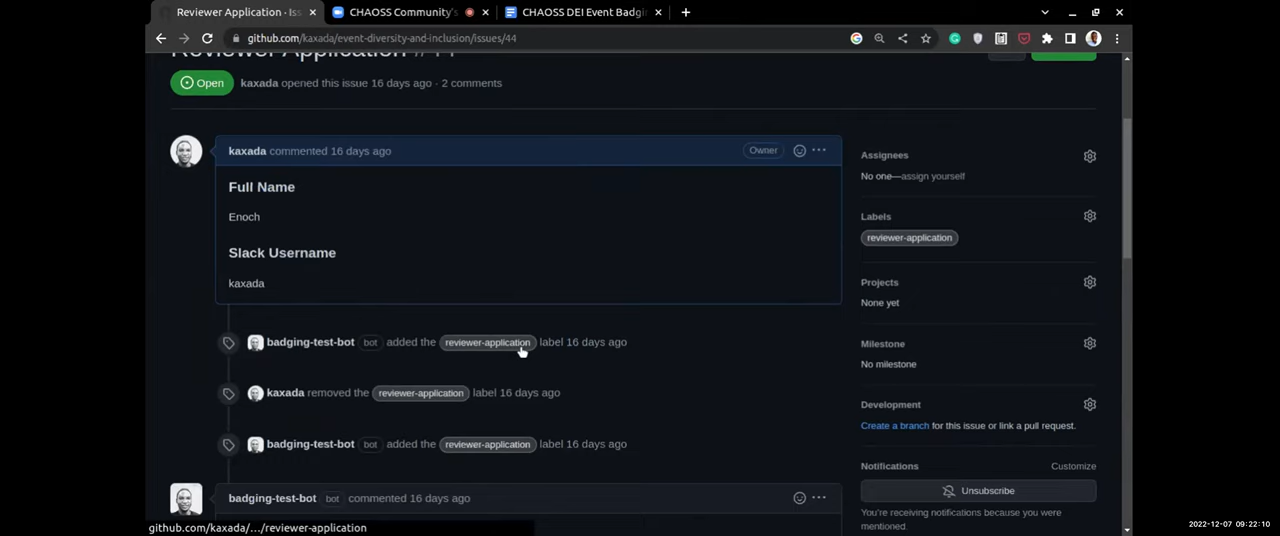 Reviewer Application · Iss
CHAOSS Community's
CHAOSS DEI Event Badgin
github.com/kaxada/event-diversity-and-inclusion/issues/44
Reviewer Application #44
Open
kaxada opened this issue 16 days ago · 2 comments
kaxada commented 16 days ago
Owner
Full Name
Enoch
Slack Username
kaxada
badging-test-bot bot added the reviewer-application label 16 days ago
kaxada removed the reviewer-application label 16 days ago
badging-test-bot bot added the reviewer-application label 16 days ago
badging-test-bot bot commented 16 days ago
Assignees
No one—assign yourself
Labels
reviewer-application
Projects
None yet
Milestone
No milestone
Development
Create a branch for this issue or link a pull request.
Notifications
Customize
Unsubscribe
You're receiving notifications because you were
mentioned.
github.com/kaxada/…/reviewer-application
2022-12-07 09:22:10